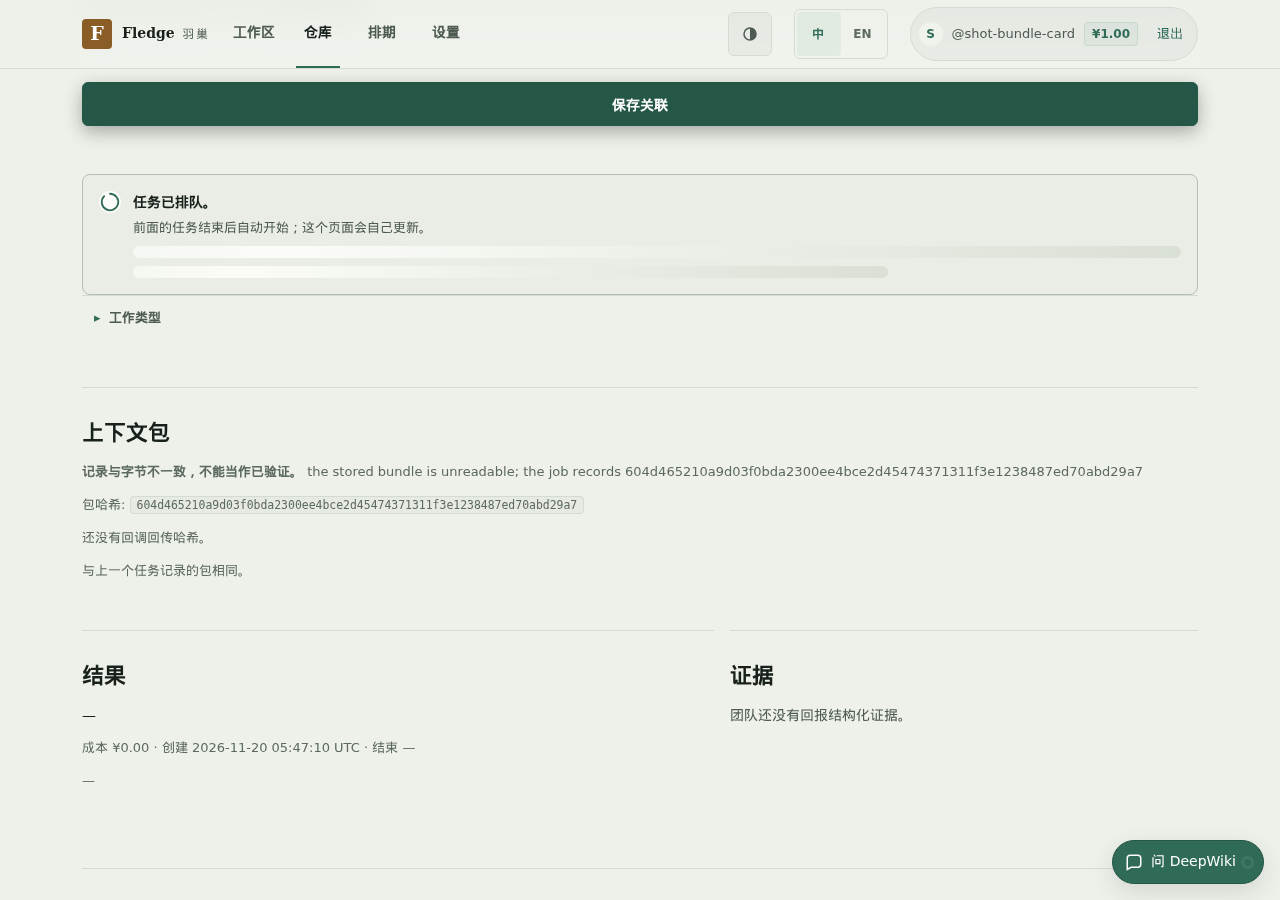 F Fledge 羽巢 工作区 仓库 排期 设置 中 EN S @shot-bundle-card ¥1.00 退出
保存关联
任务已排队。
前面的任务结束后自动开始；这个页面会自己更新。
▸ 工作类型
上下文包
记录与字节不一致，不能当作已验证。 the stored bundle is unreadable; the job records 604d465210a9d03f0bda2300ee4bce2d45474371311f3e1238487ed70abd29a7
包哈希: 604d465210a9d03f0bda2300ee4bce2d45474371311f3e1238487ed70abd29a7
还没有回调回传哈希。
与上一个任务记录的包相同。
结果
—
成本 ¥0.00 · 创建 2026-11-20 05:47:10 UTC · 结束 —
—
证据
团队还没有回报结构化证据。
问 DeepWiki